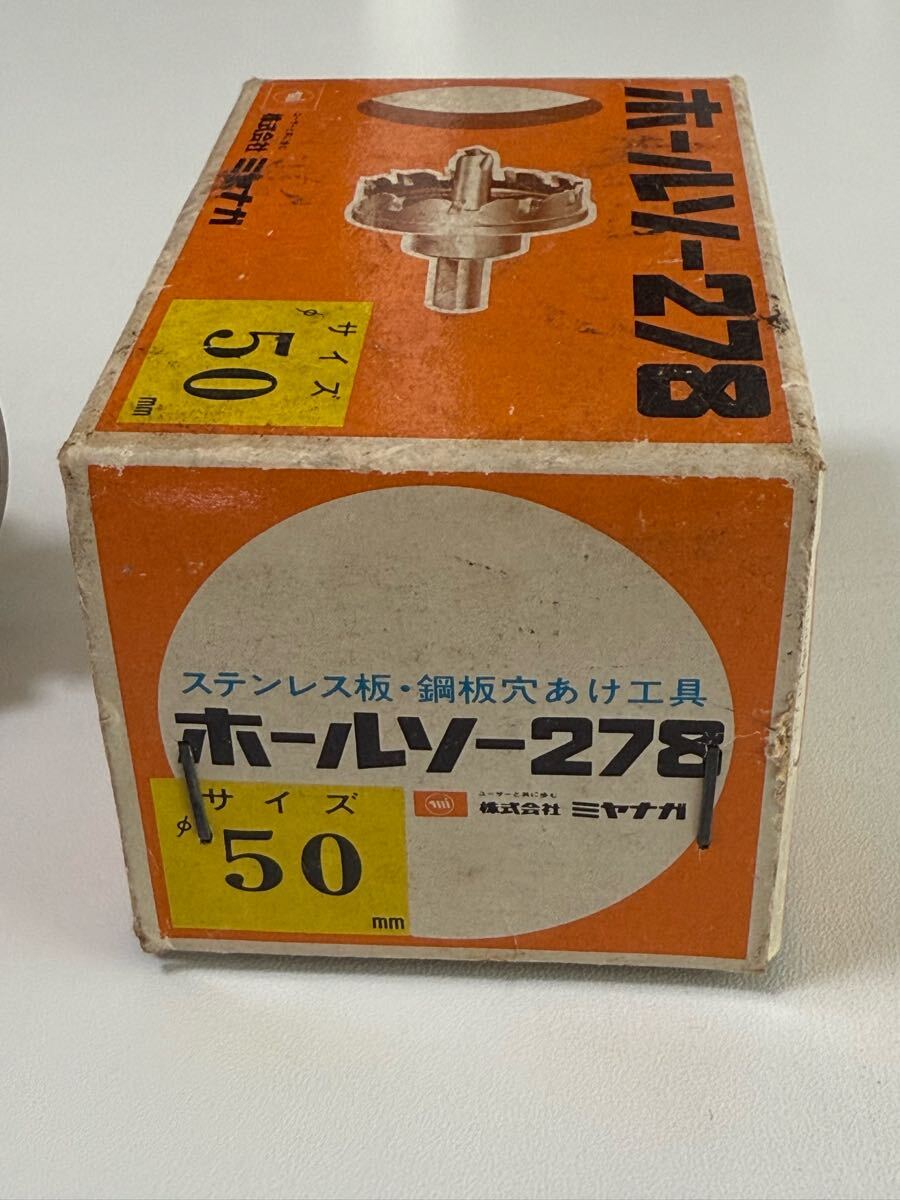 ホールソー278
株式会社 ミヤナガ
サイズ
φ 50 mm
ステンレス板・鋼板穴あけ工具
ホールソー278
ユーザーと共に歩む
株式会社 ミヤナガ
サイズ
φ 50 mm